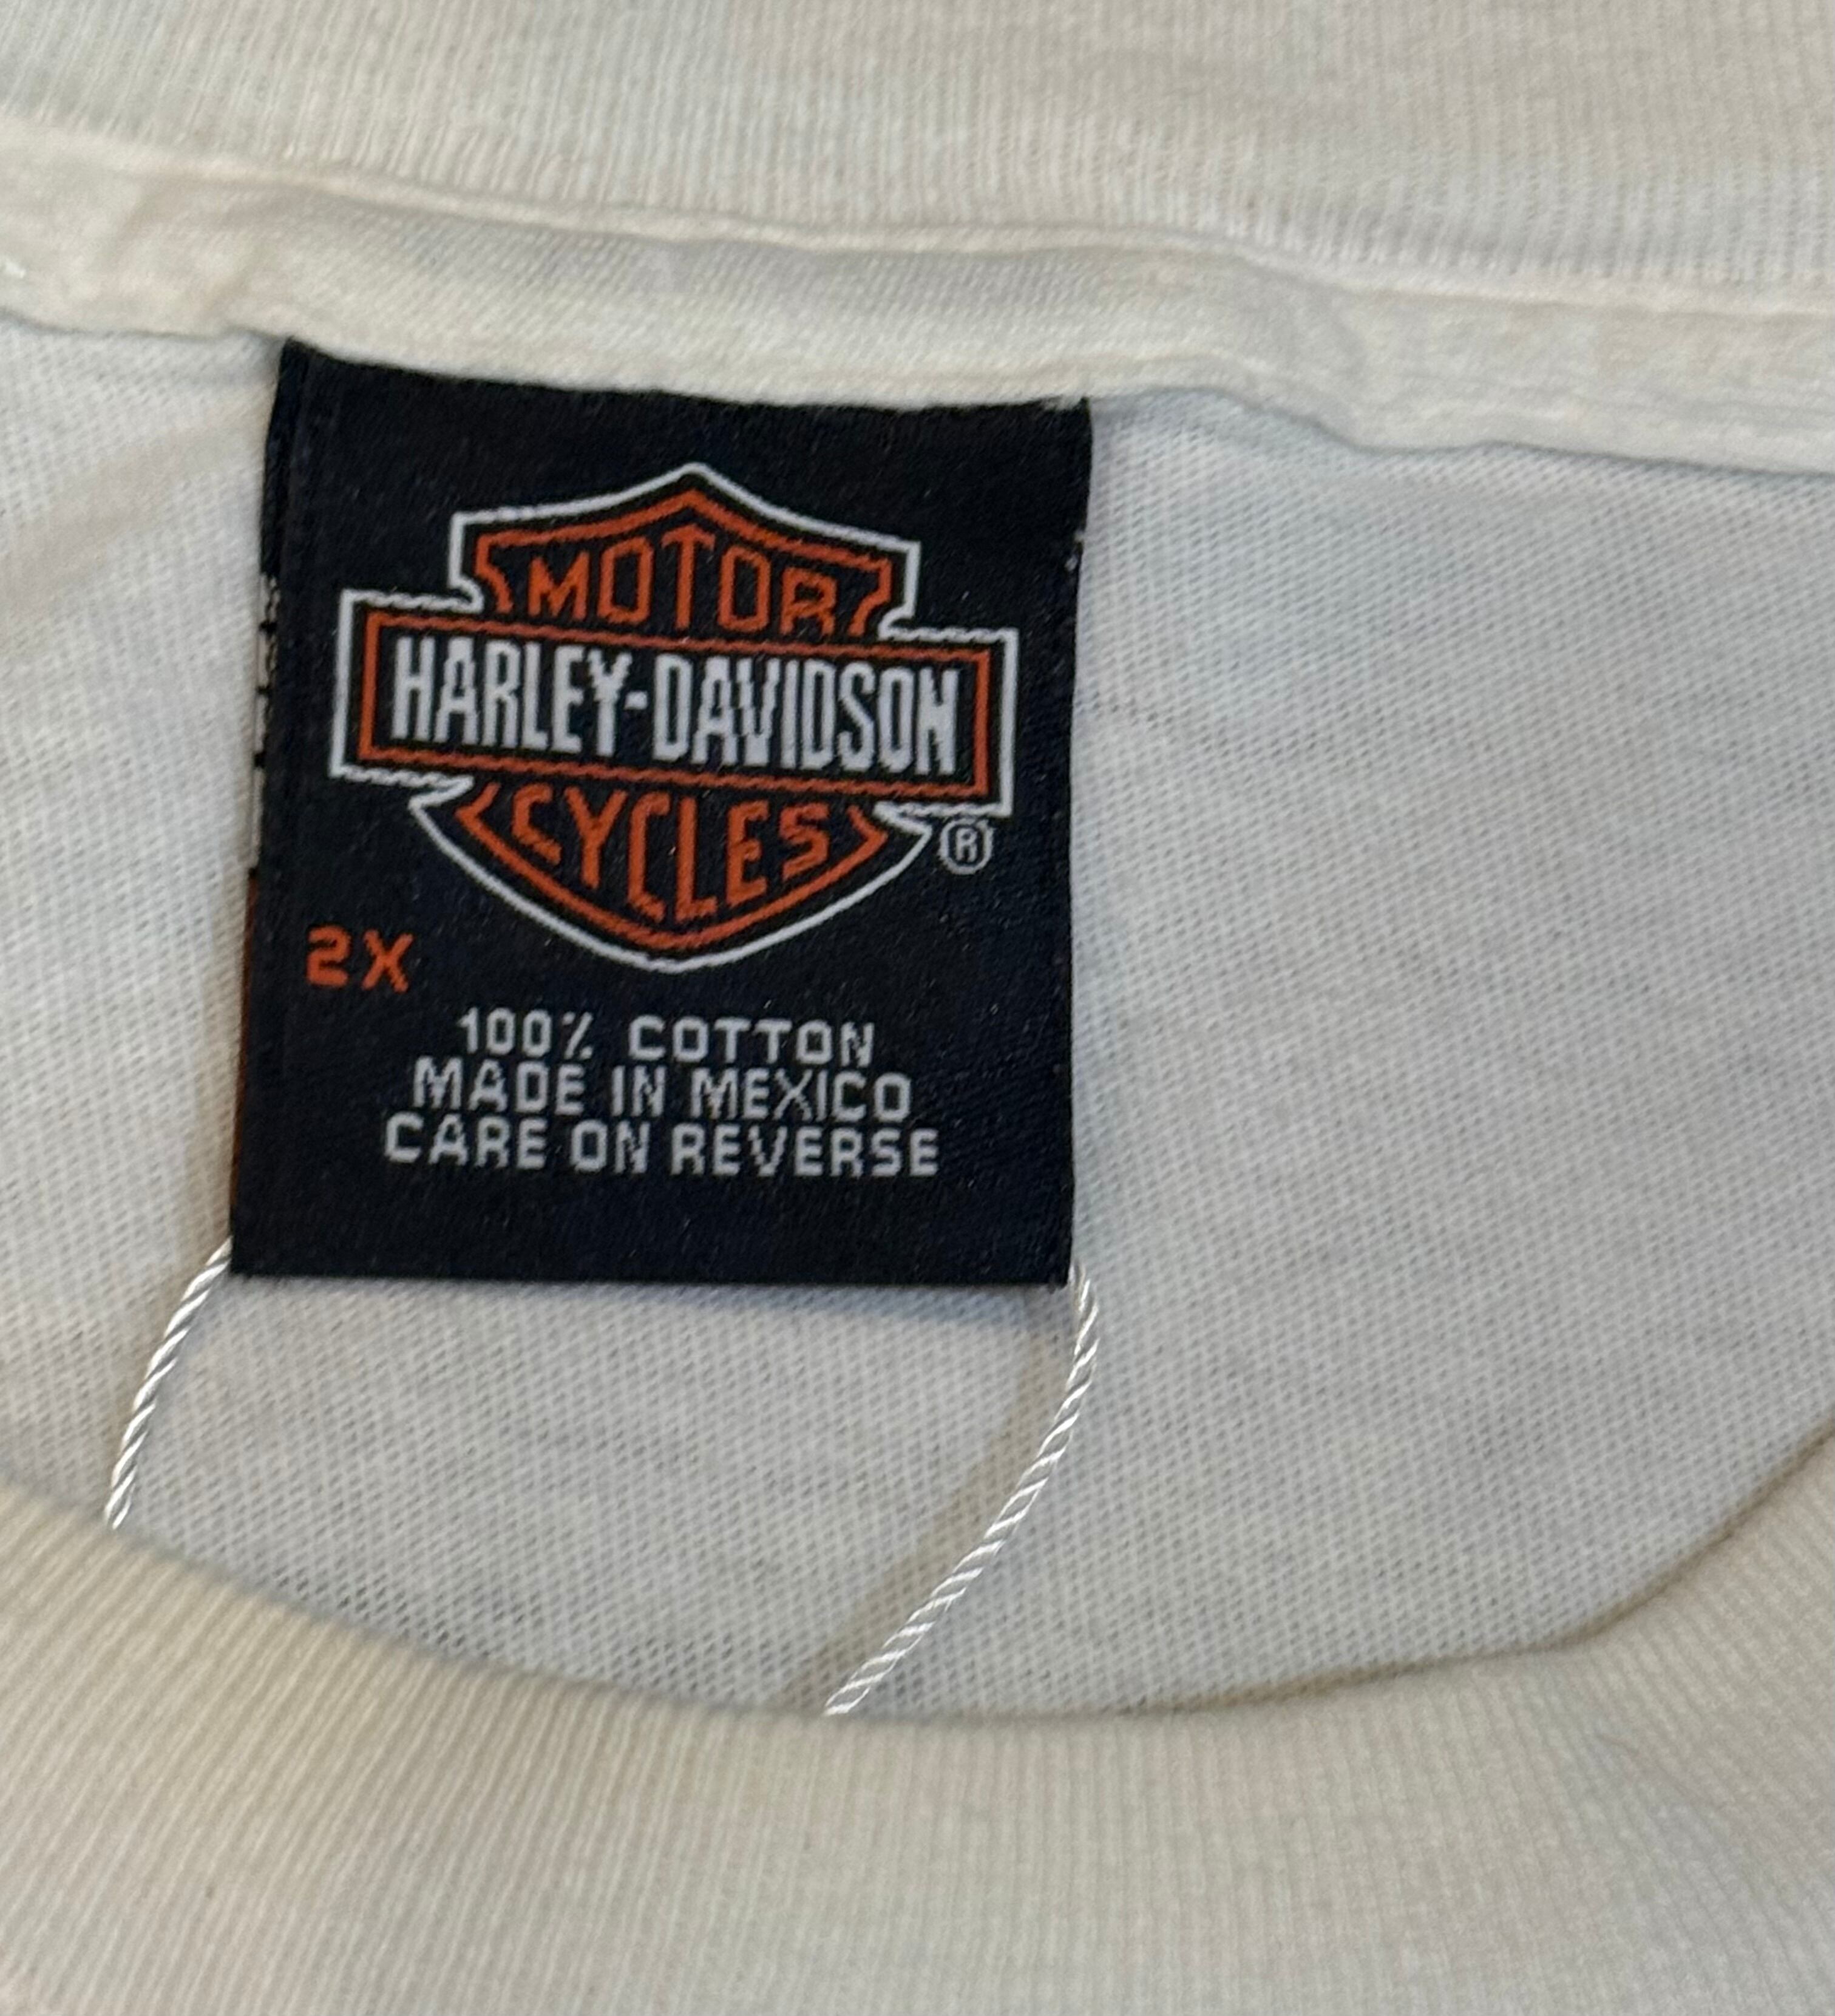 MOTOR
HARLEY-DAVIDSON
CYCLES
®
2X
100% COTTON
MADE IN MEXICO
CARE ON REVERSE